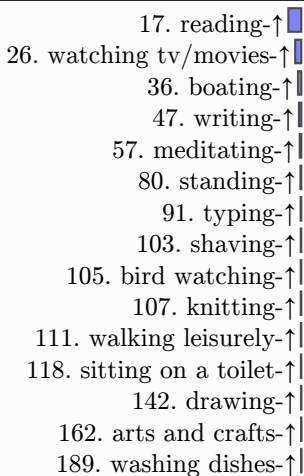 17. reading-↑
26. watching tv/movies-↑
36. boating-↑
47. writing-↑
57. meditating-↑
80. standing-↑
91. typing-↑
103. shaving-↑
105. bird watching-↑
107. knitting-↑
111. walking leisurely-↑
118. sitting on a toilet-↑
142. drawing-↑
162. arts and crafts-↑
189. washing dishes-↑